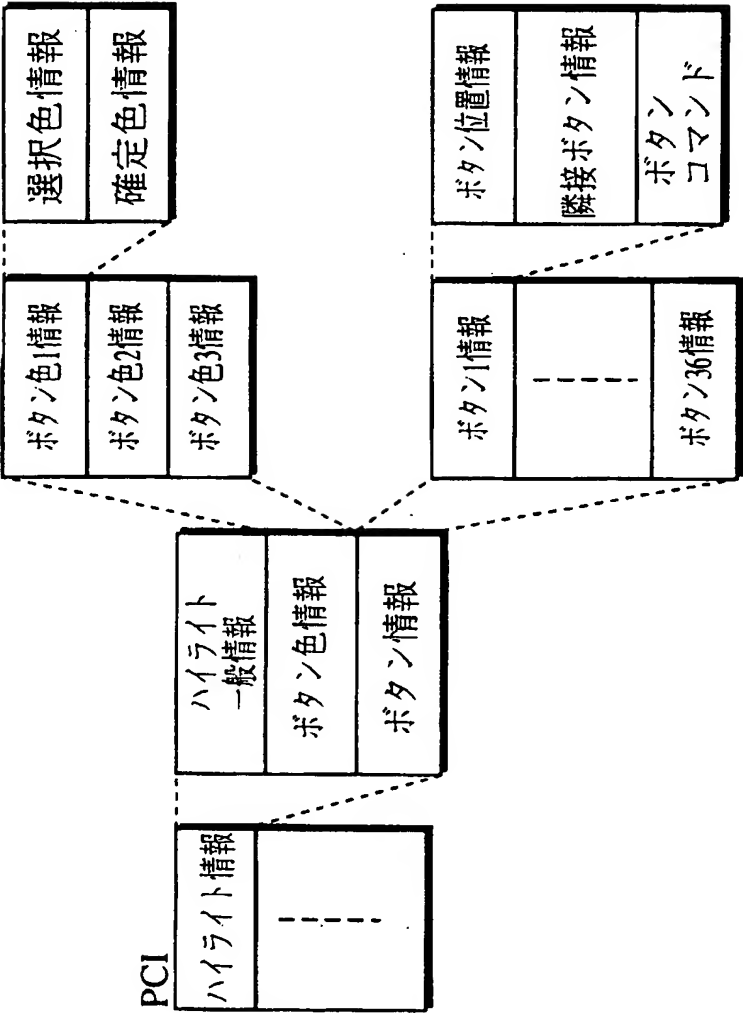 PCI
ハイライト情報
ハイライト
一般情報
ボタン色情報
ボタン情報
ボタン色1情報
ボタン色2情報
ボタン色3情報
選択色情報
確定色情報
ボタン1情報
ボタン36情報
ボタン位置情報
隣接ボタン情報
ボタン
コマンド